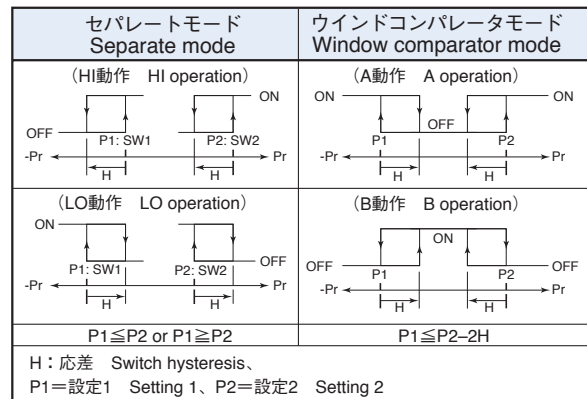 セパレートモード
Separate mode
ウインドコンパレータモード
Window comparator mode
(HI動作　HI operation)
ON
OFF
P1: SW1
P2: SW2
-Pr
Pr
H
H
(A動作　A operation)
ON
ON
OFF
P1
P2
-Pr
Pr
H
H
(LO動作　LO operation)
ON
P1: SW1
P2: SW2
OFF
-Pr
Pr
H
H
(B動作　B operation)
ON
OFF
P1
P2
OFF
-Pr
Pr
H
H
P1≦P2 or P1≧P2
P1≦P2–2H
H：応差　Switch hysteresis、
P1＝設定1　Setting 1、P2＝設定2　Setting 2